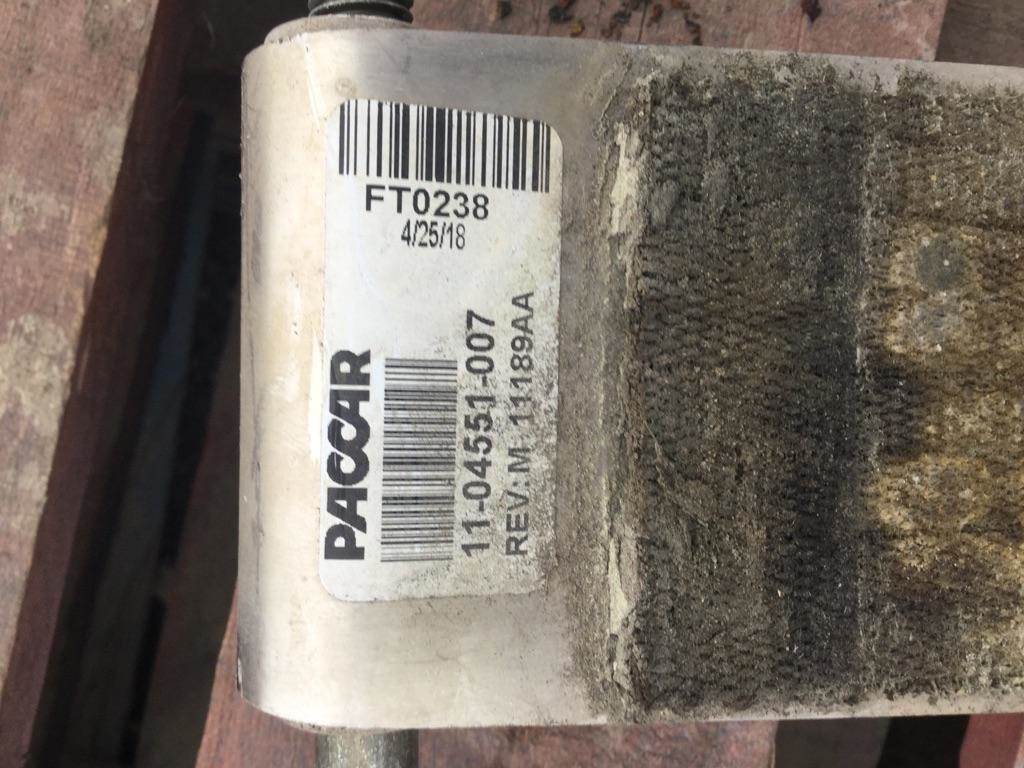 FT0238
4/25/18
PACCAR
11-04551-007
REV: M 11189AA